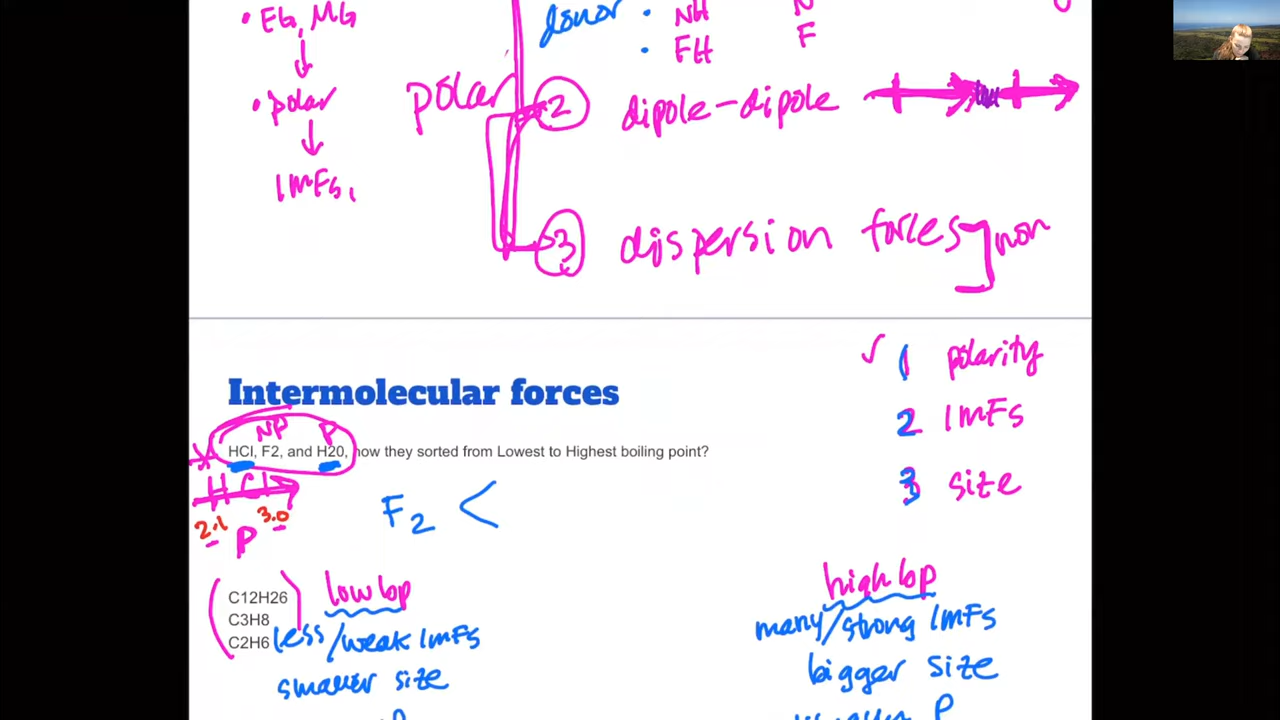 • EG, MG
donor • NH N
• FH F
• polar
polar 2 dipole-dipole
IMFs,
3 dispersion forces] non
√ 1 polarity
Intermolecular forces
2 IMFs
NP P
HCl, F2, and H20, how they sorted from Lowest to Highest boiling point?
H Cl
3 size
F2 <
2.1 3.0
P
C12H26 low bp high bp
C3H8
C2H6 less/weak IMFs many/strong IMFs
smaller size bigger size
P